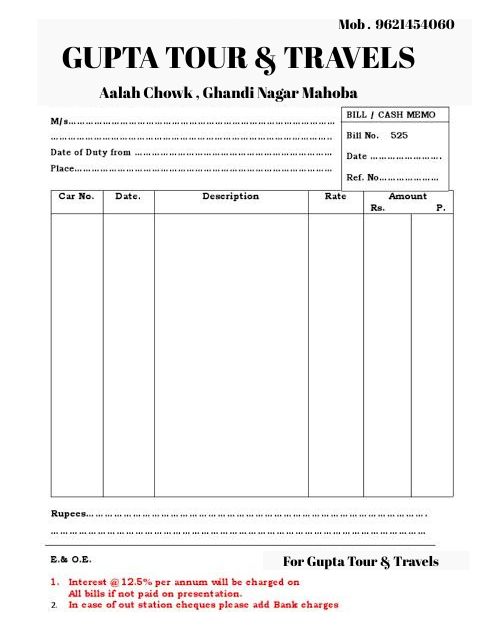 Mob. 9621454060
GUPTA TOUR & TRAVELS
Aalah Chowk , Ghandi Nagar Mahoba
BILL / CASH MEMO
M/s……………………………………………………………………
Bill No. 525
……………………………………………………………………
Date of Duty from ………………………………………………
Date …………………….
Place……………………………………………………………
Ref. No…………………
Car No. Date. Description Rate Amount
Rs. P.
Rupees……………………………………………………………………………….
………………………………………………………………………………………
E.& O.E.
For Gupta Tour & Travels
1. Interest @ 12.5% per annum will be charged on
All bills if not paid on presentation.
2. In case of out station cheques please add Bank charges